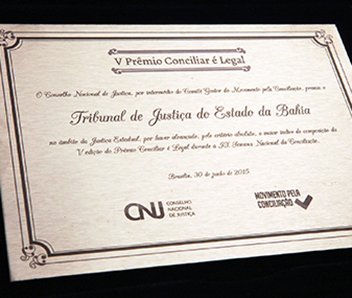 V Prêmio Conciliar é Legal
O Conselho Nacional de Justiça, por intermédio do Comitê Gestor do Movimento pela Conciliação, premia o
Tribunal de Justiça do Estado da Bahia
no âmbito da Justiça Estadual, por haver alcançado, pelo critério absoluto, o maior índice de composição da
V edição do Prêmio Conciliar é Legal durante a IX Semana Nacional da Conciliação.
Brasília, 30 de junho de 2015
CNJ CONSELHO
NACIONAL
DE JUSTIÇA
MOVIMENTO PELA
CONCILIAÇÃO